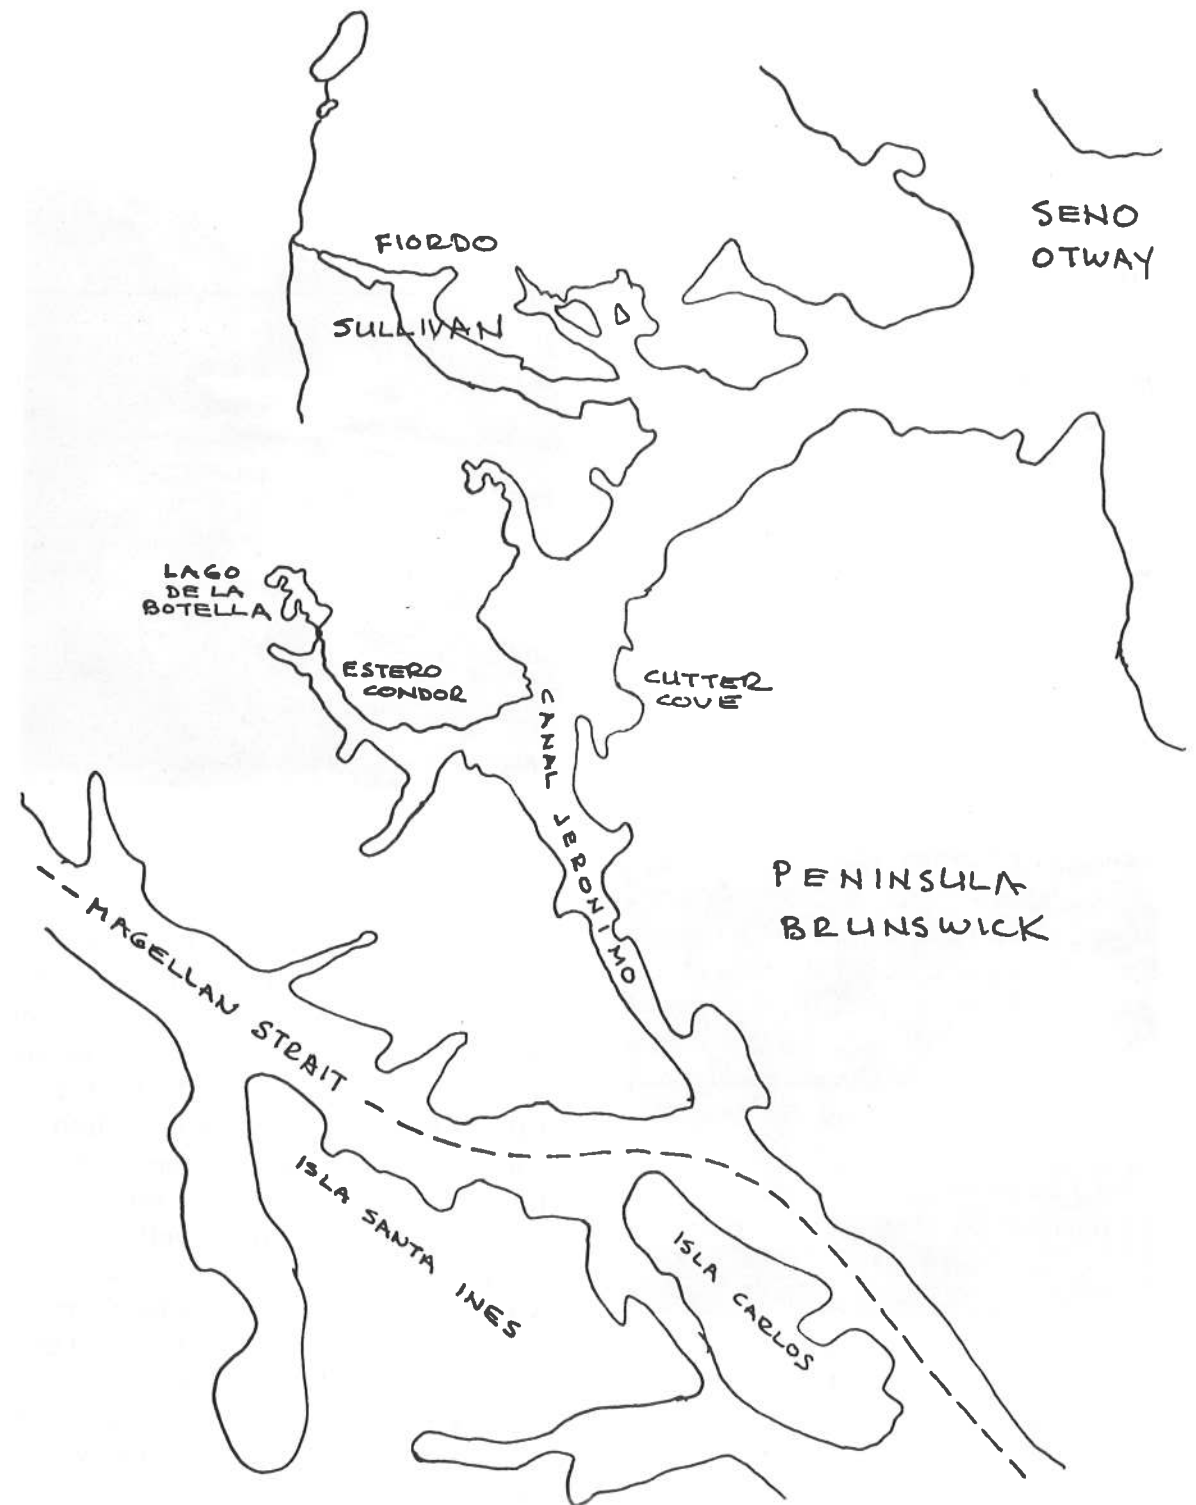 SENO
OTWAY
FIORDO
SULLIVAN
LAGO
DE LA
BOTELLA
ESTERO
CONDOR
CUTTER
COVE
CANAL JERONIMO
PENINSULA
BRUNSWICK
MAGELLAN STRAIT
ISLA SANTA INES
ISLA CARLOS